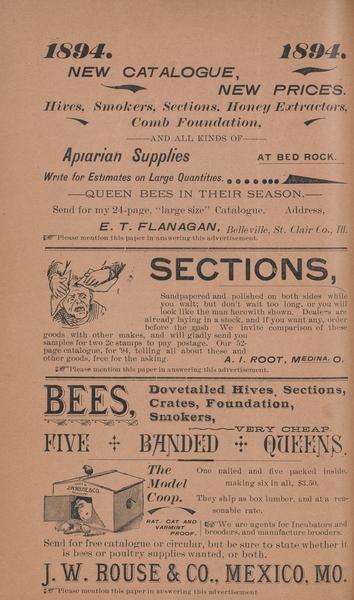 1894. 1894.
NEW CATALOGUE,
NEW PRICES.
Hives, Smokers, Sections, Honey Extractors,
Comb Foundation,
AND ALL KINDS OF
Apiarian Supplies AT BED ROCK.
Write for Estimates on Large Quantities.
QUEEN BEES IN THEIR SEASON.
Send for my 24-page, "large size" Catalogue. Address,
E. T. FLANAGAN, Belleville, St. Clair Co., Ill.
Please mention this paper in answering this advertisement.
SECTIONS,
Sandpapered and polished on both sides while
you wait; but don't wait too long, or you will
look like the man herewith shown. Dealers are
already laying in a stock, and if you want any, order
before the rush We invite comparison of these
goods with other makes, and will gladly send you
samples for two 2c stamps to pay postage. Our 52-
page catalogue, for '94, telling all about these and
other goods, free for the asking. A. I. ROOT, MEDINA, O.
Please mention this paper in answering this advertisement.
BEES,
Dovetailed Hives, Sections,
Crates, Foundation,
Smokers,
VERY CHEAP.
FIVE BANDED QUEENS.
J.W. ROUSE & CO.
The
Model
Coop.
RAT, CAT AND
VARMINT
PROOF.
One nailed and five packed inside,
making six in all, $3.50.
They ship as box lumber, and at a rea-
sonable rate.
We are agents for Incubators and
brooders, and manufacture brooders.
Send for free catalogue or circular, but be sure to state whether it
is bees or poultry supplies wanted, or both.
J. W. ROUSE & CO., MEXICO, MO.
Please mention this paper in answering this advertisement